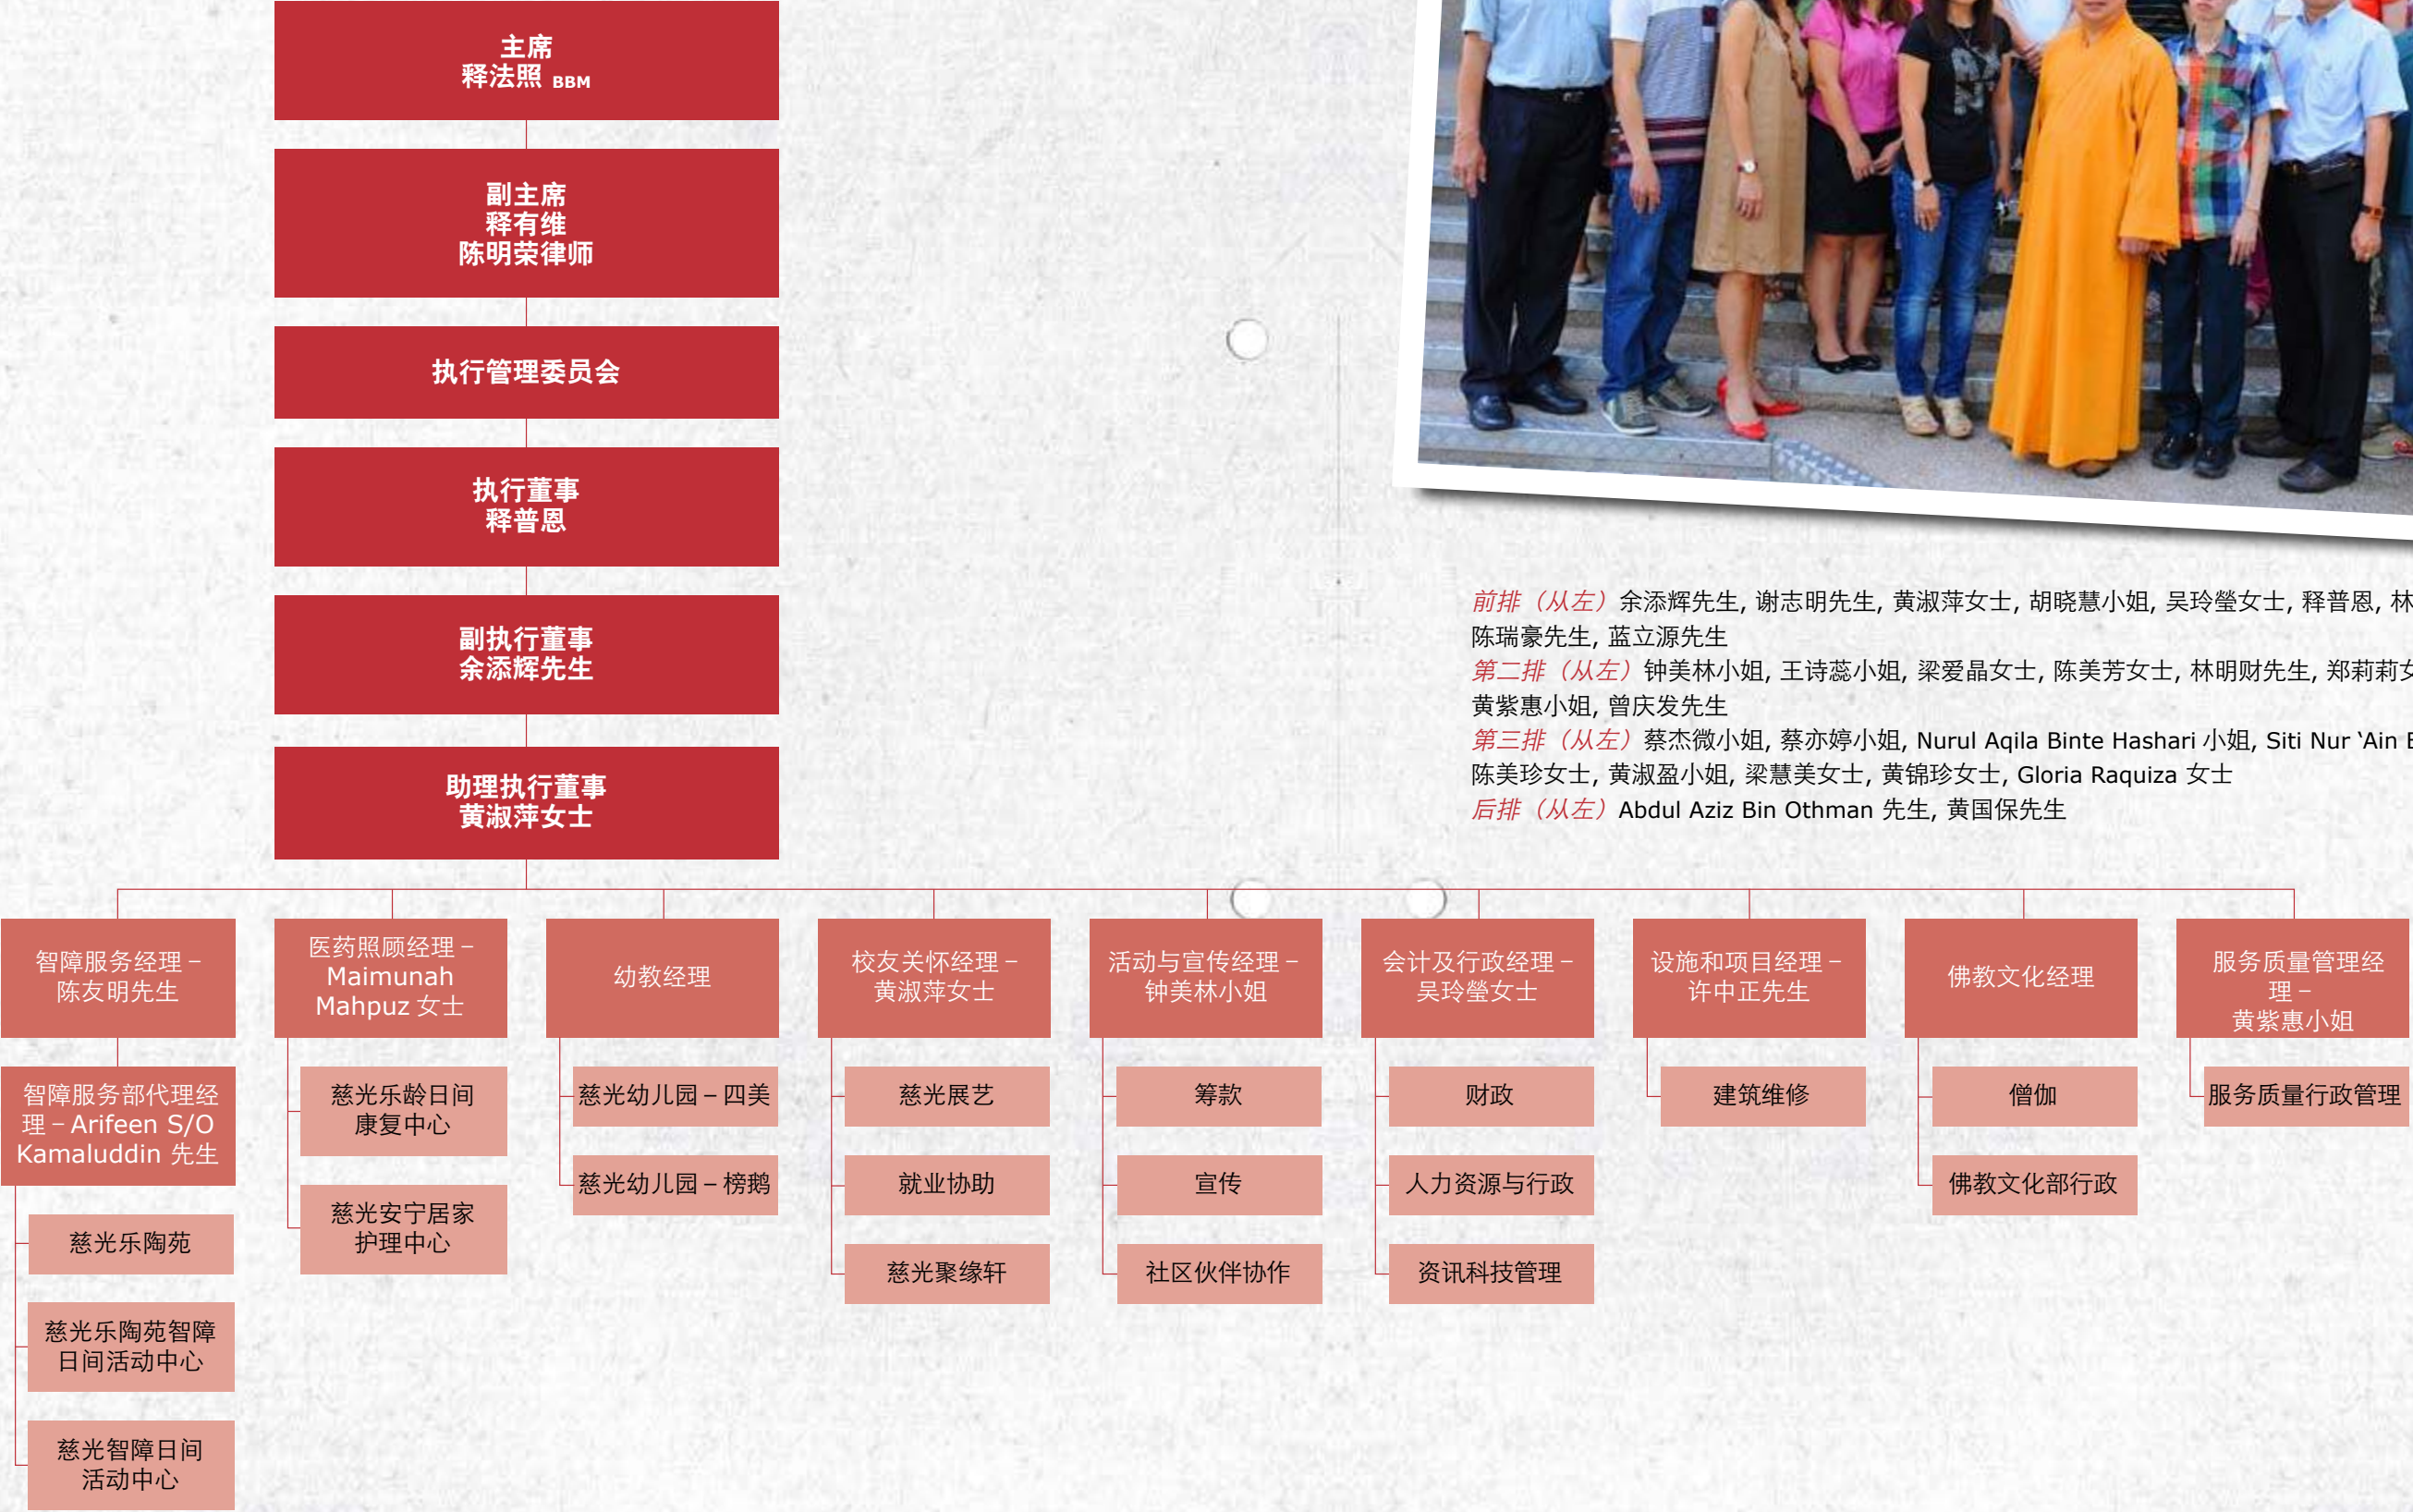 主席
释法照 BBM
副主席
释有维
陈明荣律师
执行管理委员会
执行董事
释普恩
副执行董事
余添辉先生
助理执行董事
黄淑萍女士
前排（从左）余添辉先生, 谢志明先生, 黄淑萍女士, 胡晓慧小姐, 吴玲瑩女士, 释普恩, 林
陈瑞豪先生, 蓝立源先生
第二排（从左）钟美林小姐, 王诗蕊小姐, 梁爱晶女士, 陈美芳女士, 林明财先生, 郑莉莉女
黄紫惠小姐, 曾庆发先生
第三排（从左）蔡杰微小姐, 蔡亦婷小姐, Nurul Aqila Binte Hashari 小姐, Siti Nur ‘Ain
陈美珍女士, 黄淑盈小姐, 梁慧美女士, 黄锦珍女士, Gloria Raquiza 女士
后排（从左）Abdul Aziz Bin Othman 先生, 黄国保先生
智障服务经理 –
陈友明先生
智障服务部代理经
理 – Arifeen S/O
Kamaluddin 先生
慈光乐陶苑
慈光乐陶苑智障
日间活动中心
慈光智障日间
活动中心
医药照顾经理 –
Maimunah
Mahpuz 女士
慈光乐龄日间
康复中心
慈光安宁居家
护理中心
幼教经理
慈光幼儿园 – 四美
慈光幼儿园 – 榜鹅
校友关怀经理 –
黄淑萍女士
慈光展艺
就业协助
慈光聚缘轩
活动与宣传经理 –
钟美林小姐
筹款
宣传
社区伙伴协作
会计及行政经理 –
吴玲瑩女士
财政
人力资源与行政
资讯科技管理
设施和项目经理 –
许中正先生
建筑维修
佛教文化经理
僧伽
佛教文化部行政
服务质量管理经
理 –
黄紫惠小姐
服务质量行政管理